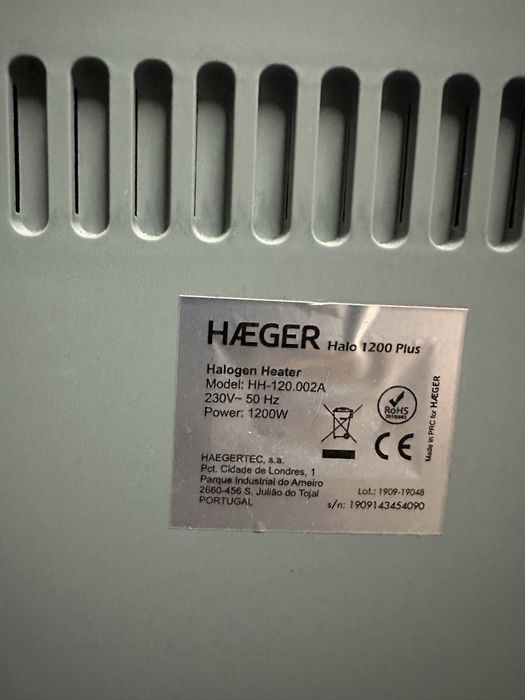 HÆGER Halo 1200 Plus
Halogen Heater
Model: HH-120.002A
230V~ 50 Hz
Power: 1200W
RoHS
CE
Made in PRC for HÆGER
HAEGERTEC, s.a.
Pct. Cidade de Londres, 1
Parque Industrial do Arneiro
2660-456 S. Julião do Tojal
PORTUGAL
Lot.: 1909-19048
s/n: 1909143454090